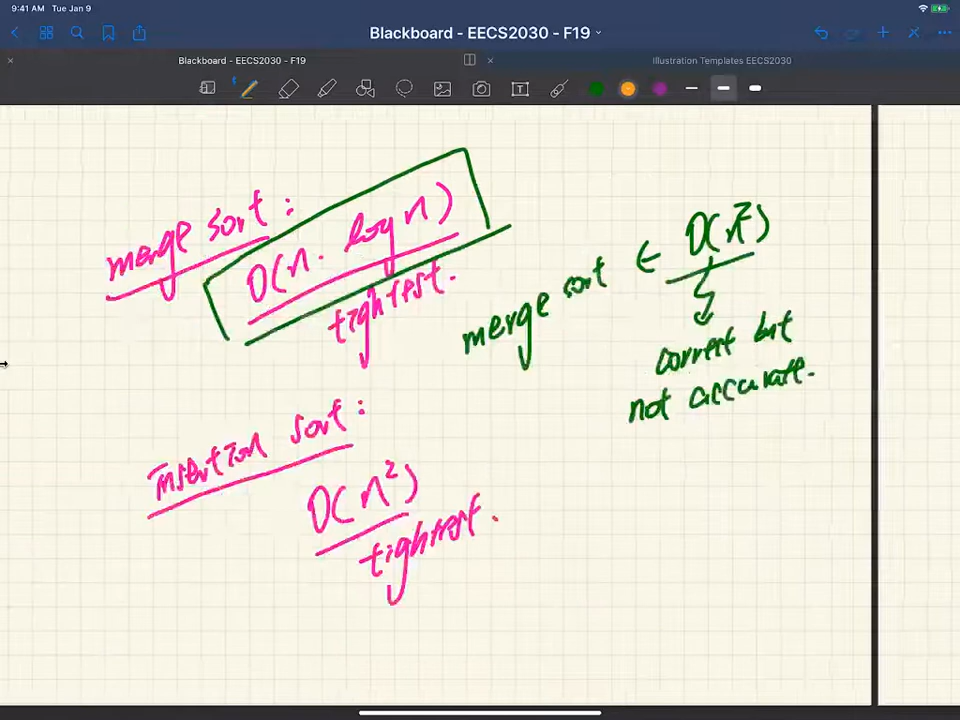 9:41 AM Tue Jan 9
Blackboard - EECS2030 - F19
Blackboard - EECS2030 - F19
Illustration Templates EECS2030
merge sort:
O(n. log n)
tightest.
merge sort ∈ O(n²)
correct but
not accurate.
Insertion sort:
O(n²)
tightest.